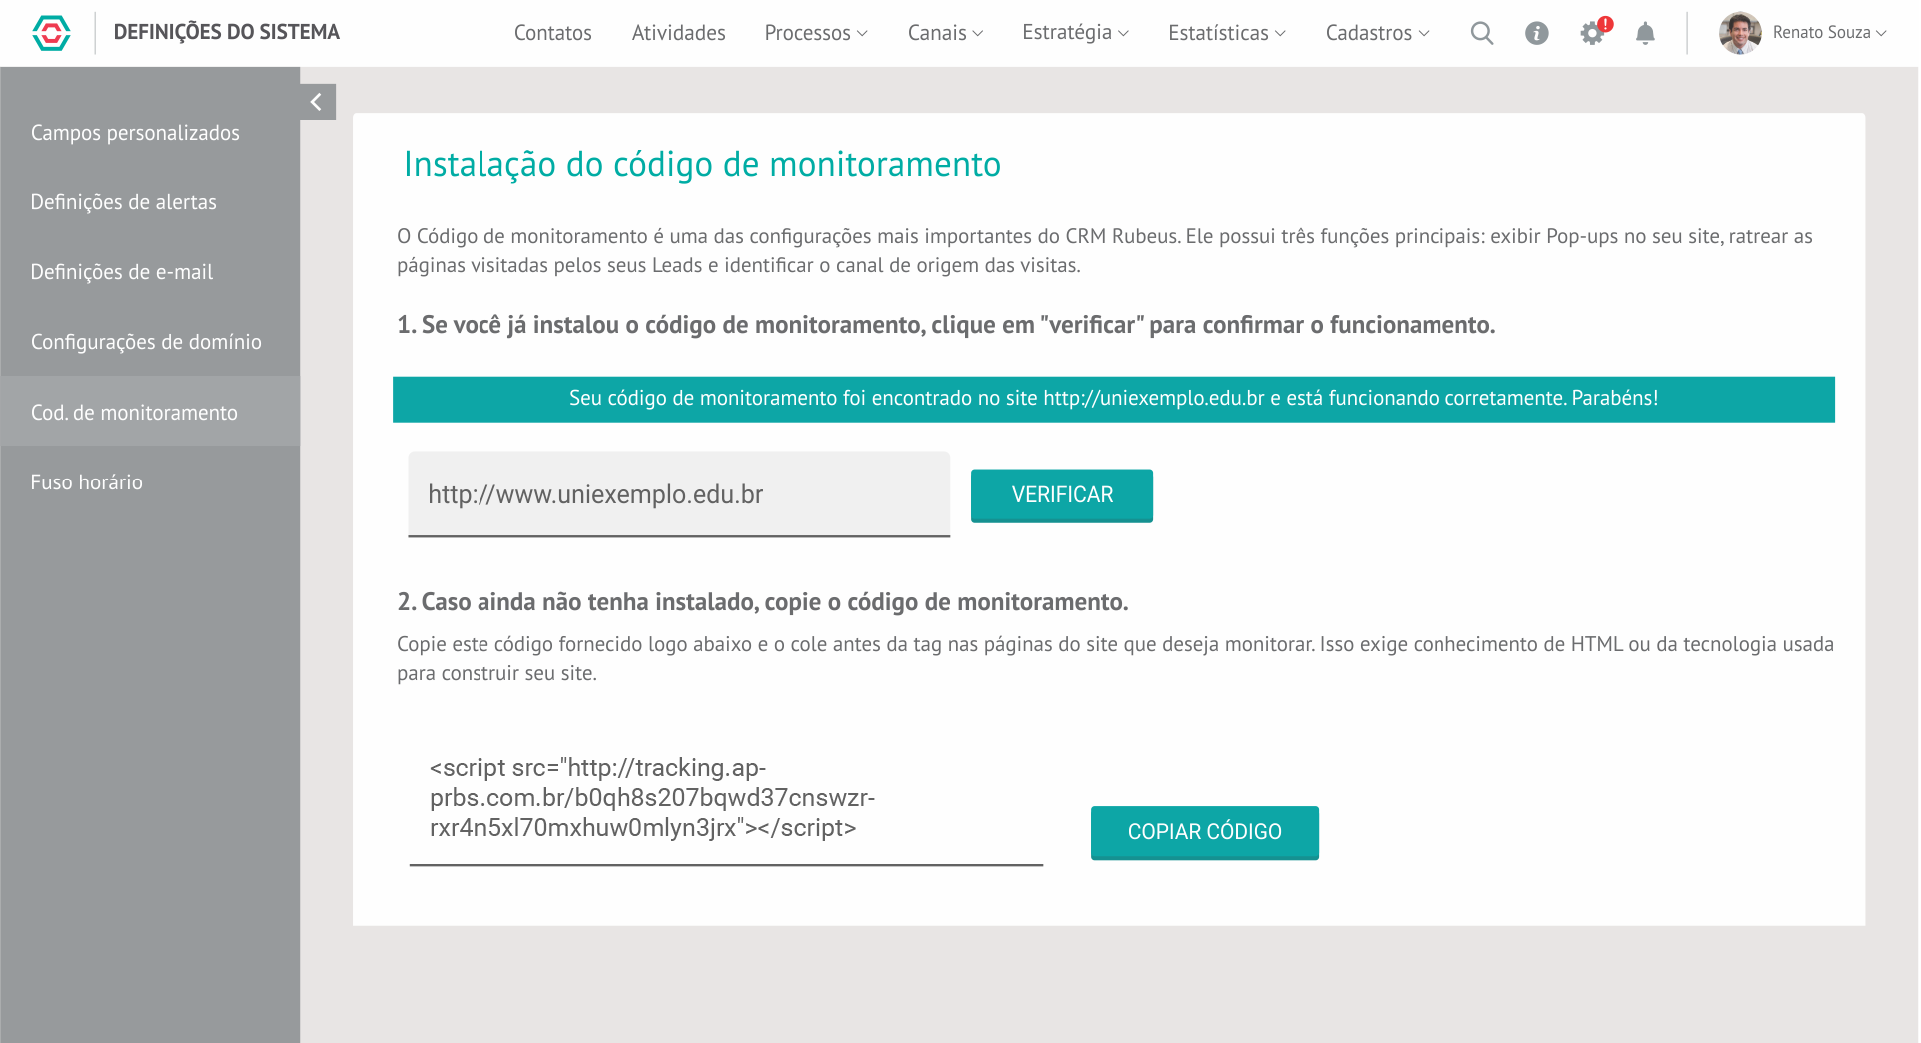 DEFINIÇÕES DO SISTEMA
Contatos
Atividades
Processos
Canais
Estratégia
Estatísticas
Cadastros
Renato Souza
Campos personalizados
Definições de alertas
Definições de e-mail
Configurações de domínio
Cod. de monitoramento
Fuso horário
Instalação do código de monitoramento
O Código de monitoramento é uma das configurações mais importantes do CRM Rubeus. Ele possui três funções principais: exibir Pop-ups no seu site, ratrear as
páginas visitadas pelos seus Leads e identificar o canal de origem das visitas.
1. Se você já instalou o código de monitoramento, clique em "verificar" para confirmar o funcionamento.
Seu código de monitoramento foi encontrado no site http://uniexemplo.edu.br e está funcionando corretamente. Parabéns!
http://www.uniexemplo.edu.br
VERIFICAR
2. Caso ainda não tenha instalado, copie o código de monitoramento.
Copie este código fornecido logo abaixo e o cole antes da tag nas páginas do site que deseja monitorar. Isso exige conhecimento de HTML ou da tecnologia usada
para construir seu site.
<script src="http://tracking.ap-
prbs.com.br/b0qh8s207bqwd37cnswzr-
rxr4n5xl70mxhuw0mlyn3jrx"></script>
COPIAR CÓDIGO